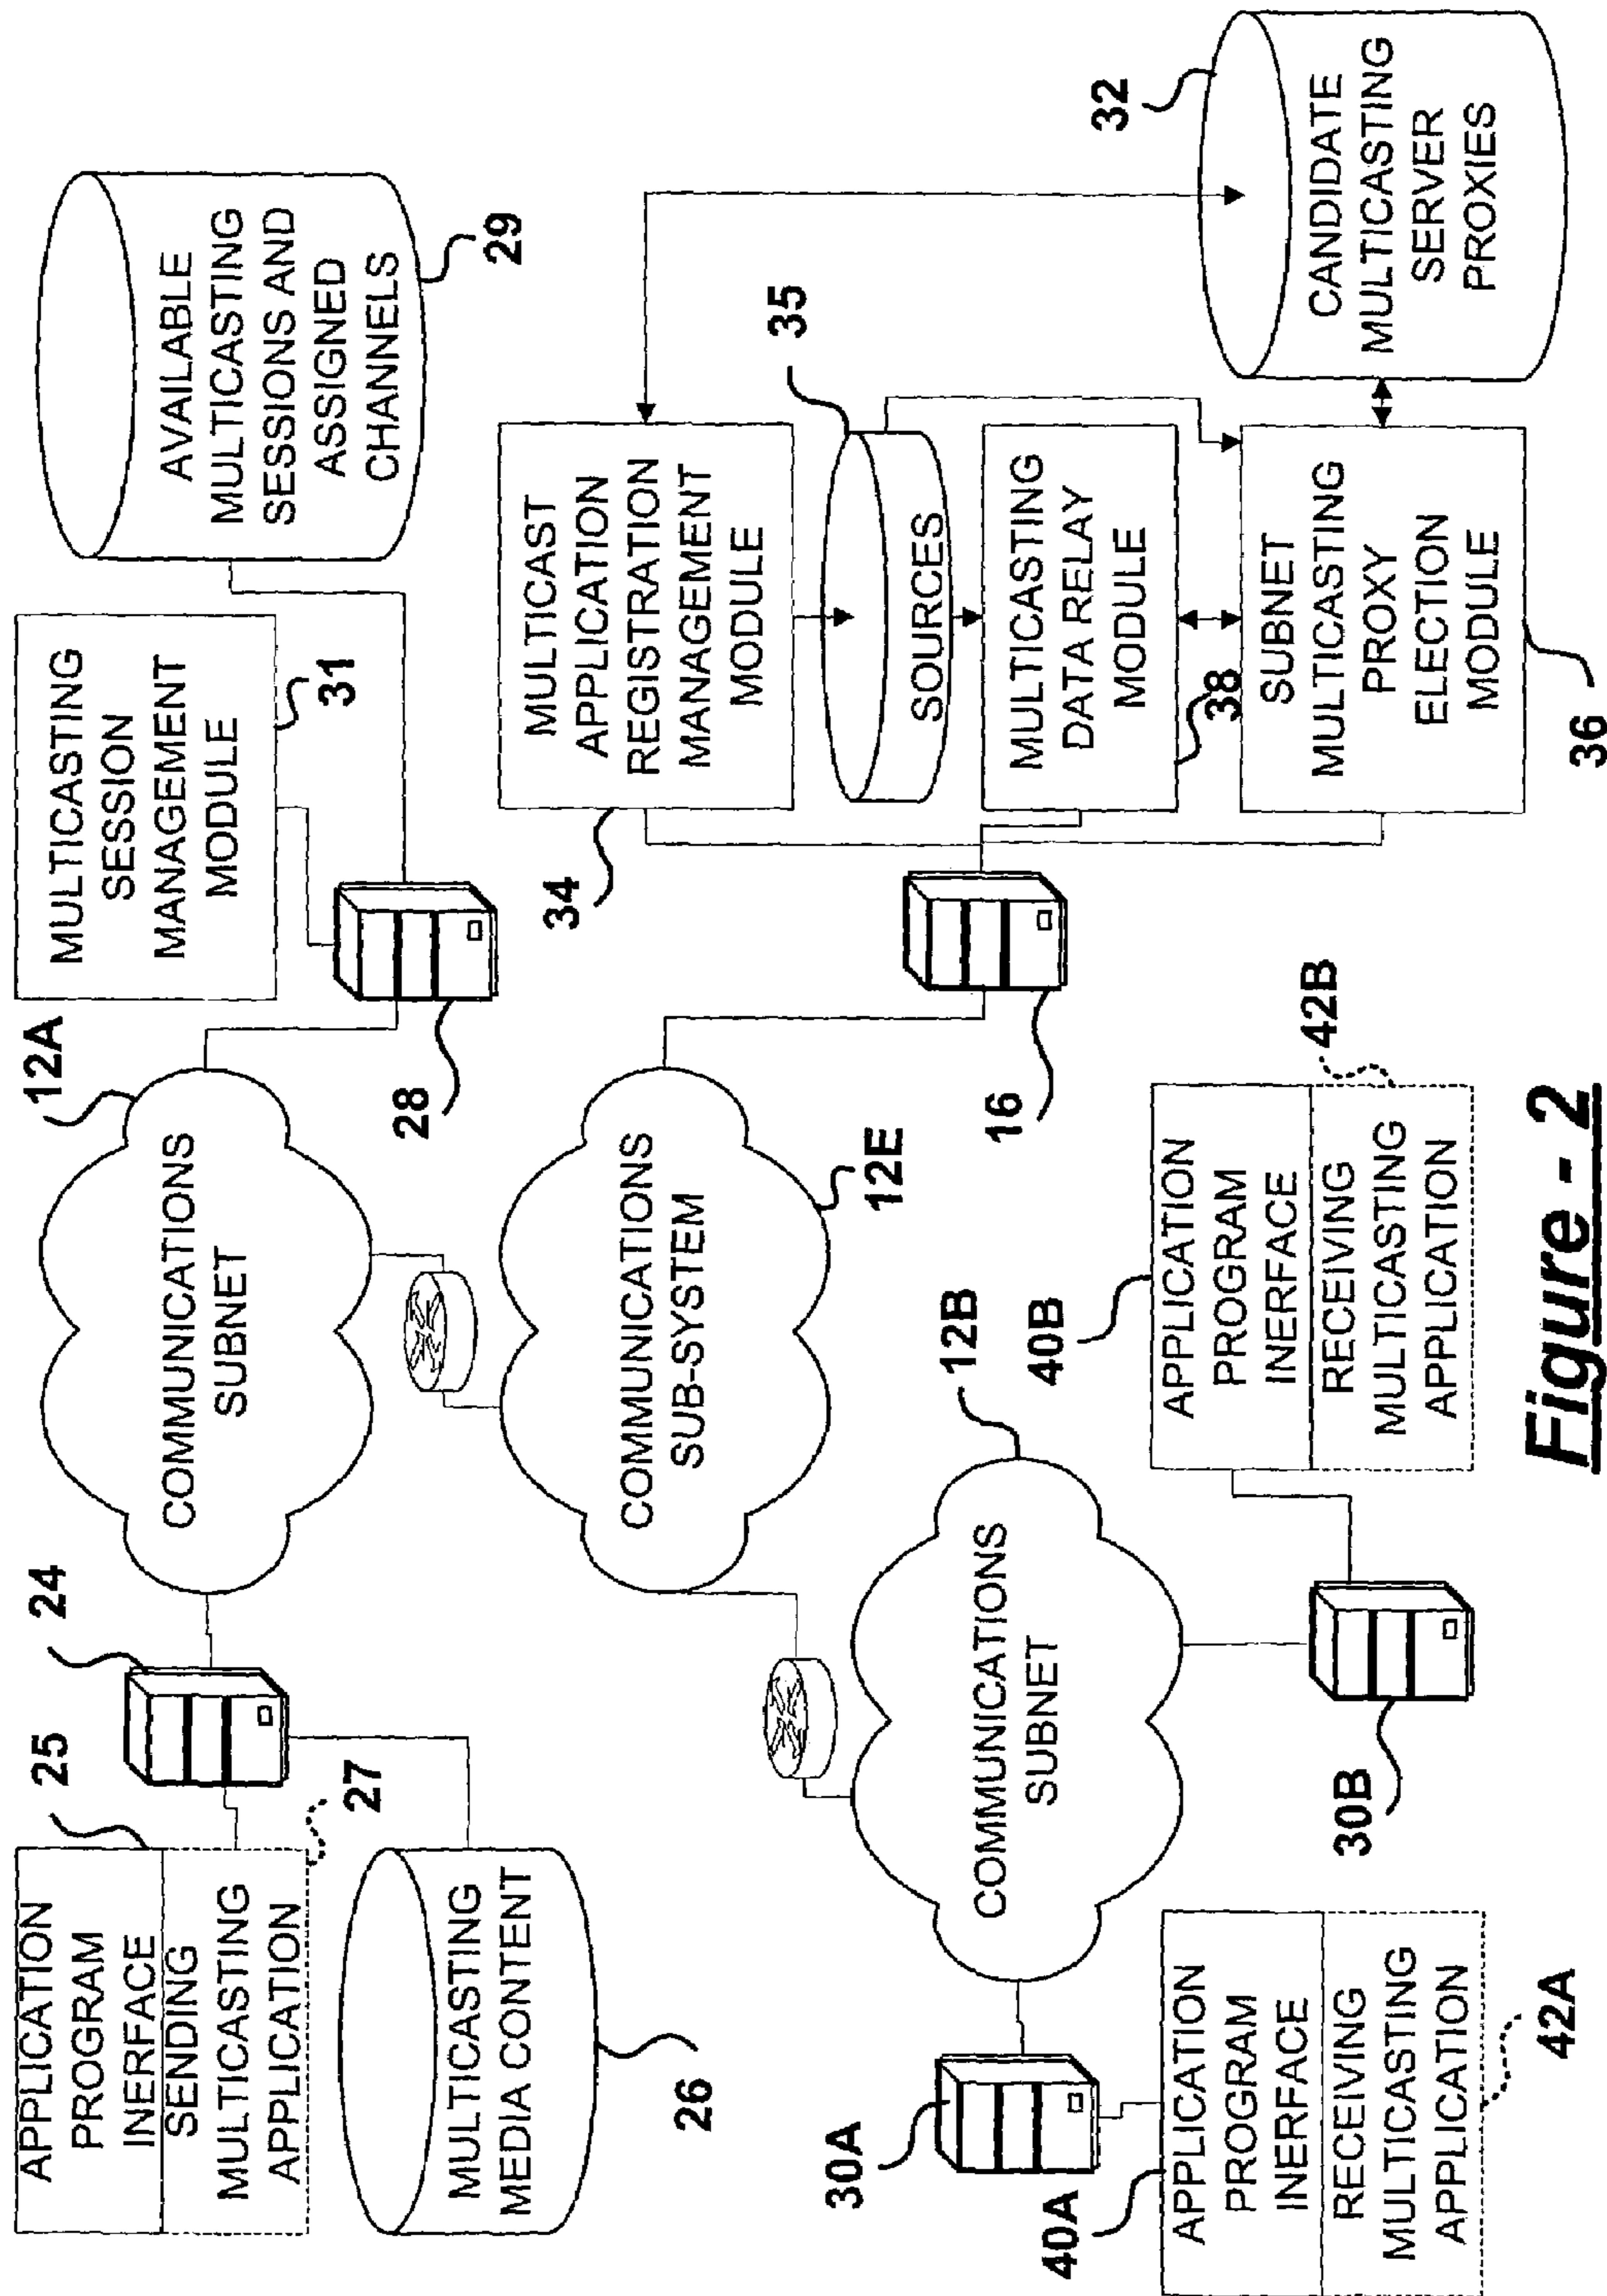 APPLICATION
PROGRAM
INERFACE
SENDING
MULTICASTING
APPLICATION
25
27
24
MULTICASTING
MEDIA CONTENT
26
COMMUNICATIONS
SUBNET
12A
MULTICASTING
SESSION
MANAGEMENT
MODULE
31
28
AVAILABLE
MULTICASTING
SESSIONS AND
ASSIGNED
CHANNELS
29
COMMUNICATIONS
SUB-SYSTEM
12E
16
MULTICAST
APPLICATION
REGISTRATION
MANAGEMENT
MODULE
34
SOURCES
35
MULTICASTING
DATA RELAY
MODULE
38
SUBNET
MULTICASTING
PROXY
ELECTION
MODULE
36
CANDIDATE
MULTICASTING
SERVER
PROXIES
32
COMMUNICATIONS
SUBNET
12B
30A
40A
APPLICATION
PROGRAM
INERFACE
RECEIVING
MULTICASTING
APPLICATION
42A
30B
40B
APPLICATION
PROGRAM
INERFACE
RECEIVING
MULTICASTING
APPLICATION
42B
Figure - 2